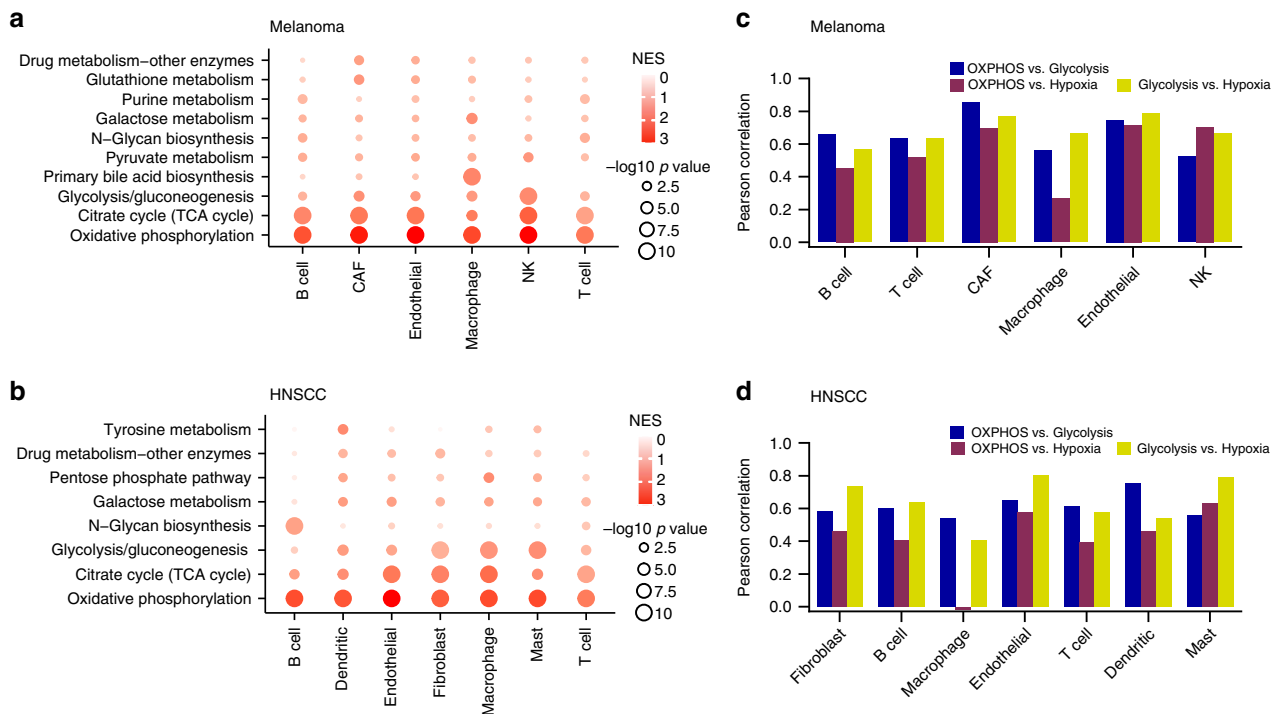 a
Melanoma
Drug metabolism−other enzymes
Glutathione metabolism
Purine metabolism
Galactose metabolism
N−Glycan biosynthesis
Pyruvate metabolism
Primary bile acid biosynthesis
Glycolysis/gluconeogenesis
Citrate cycle (TCA cycle)
Oxidative phosphorylation
B cell
CAF
Endothelial
Macrophage
NK
T cell
NES
0
1
2
3
−log10 p value
2.5
5.0
7.5
10
c
Melanoma
OXPHOS vs. Glycolysis
OXPHOS vs. Hypoxia
Glycolysis vs. Hypoxia
Pearson correlation
1.0
0.8
0.6
0.4
0.2
0.0
B cell
T cell
CAF
Macrophage
Endothelial
NK
b
HNSCC
Tyrosine metabolism
Drug metabolism−other enzymes
Pentose phosphate pathway
Galactose metabolism
N−Glycan biosynthesis
Glycolysis/gluconeogenesis
Citrate cycle (TCA cycle)
Oxidative phosphorylation
B cell
Dendritic
Endothelial
Fibroblast
Macrophage
Mast
T cell
NES
0
1
2
3
−log10 p value
2.5
5.0
7.5
10
d
HNSCC
OXPHOS vs. Glycolysis
OXPHOS vs. Hypoxia
Glycolysis vs. Hypoxia
Pearson correlation
1.0
0.8
0.6
0.4
0.2
0.0
Fibroblast
B cell
Macrophage
Endothelial
T cell
Dendritic
Mast